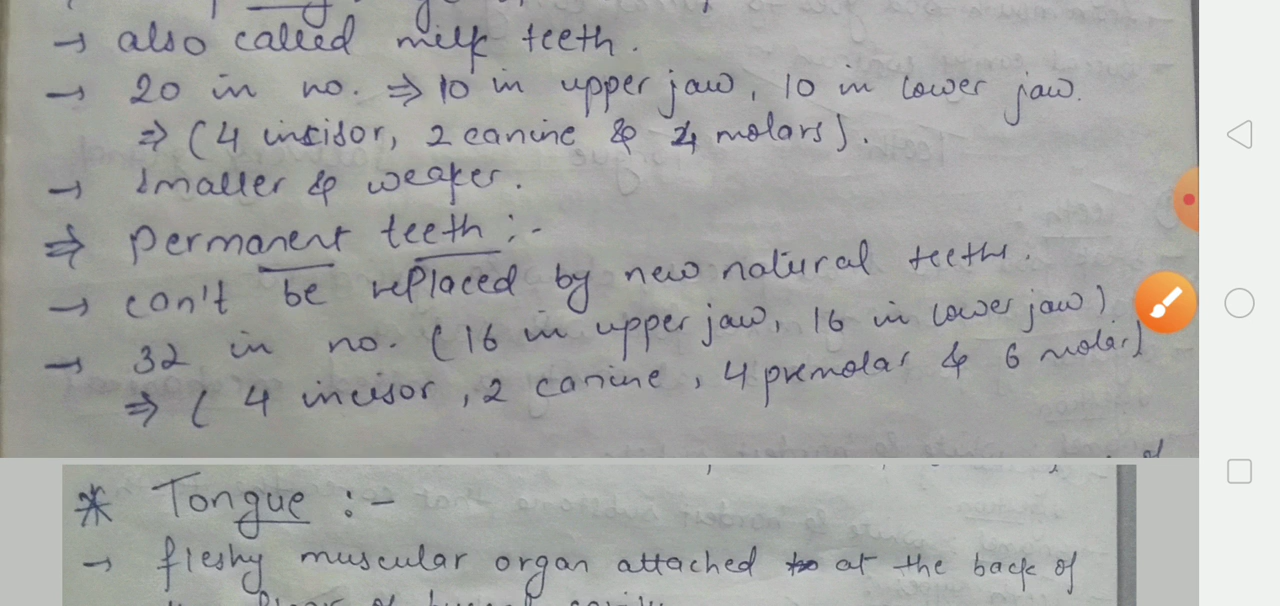 → also called milk teeth.
→ 20 in no. ⇒ 10 in upper jaw, 10 in lower jaw.
⇒ (4 incisor, 2 canine & 4 molars).
→ smaller & weaker.
⇒ permanent teeth :-
→ can't be replaced by new natural teeths.
→ 32 in no. (16 in upper jaw, 16 in lower jaw)
⇒ ( 4 incisor, 2 canine, 4 premolar & 6 molar)
* Tongue :-
→ fleshy muscular organ attached to at the back of